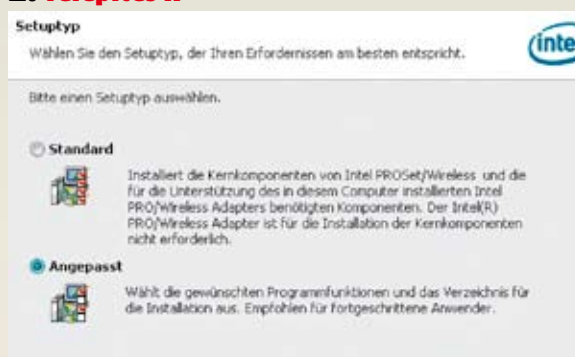 Setuptyp
Wählen Sie den Setuptyp, der Ihren Erfordernissen am besten entspricht.
Bitte einen Setuptyp auswählen.
Standard
Installiert die Kernkomponenten von Intel PROSet/Wireless und die
für die Unterstützung des in diesem Computer installierten Intel
PRO/Wireless Adapters benötigten Komponenten. Der Intel(R)
PRO/Wireless Adapter ist für die Installation der Kernkomponenten
nicht erforderlich.
Angepasst
Wählt die gewünschten Programmfunktionen und das Verzeichnis für
die Installation aus. Empfohlen für fortgeschrittene Anwender.